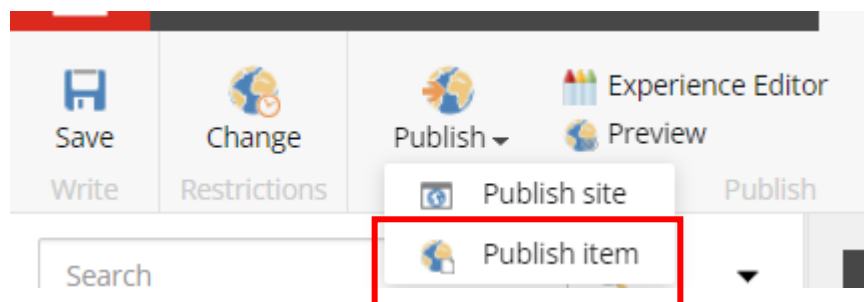 Experience Editor
Save
Change
Publish
Preview
Write
Restrictions
Publish site
Publish
Publish item
Search